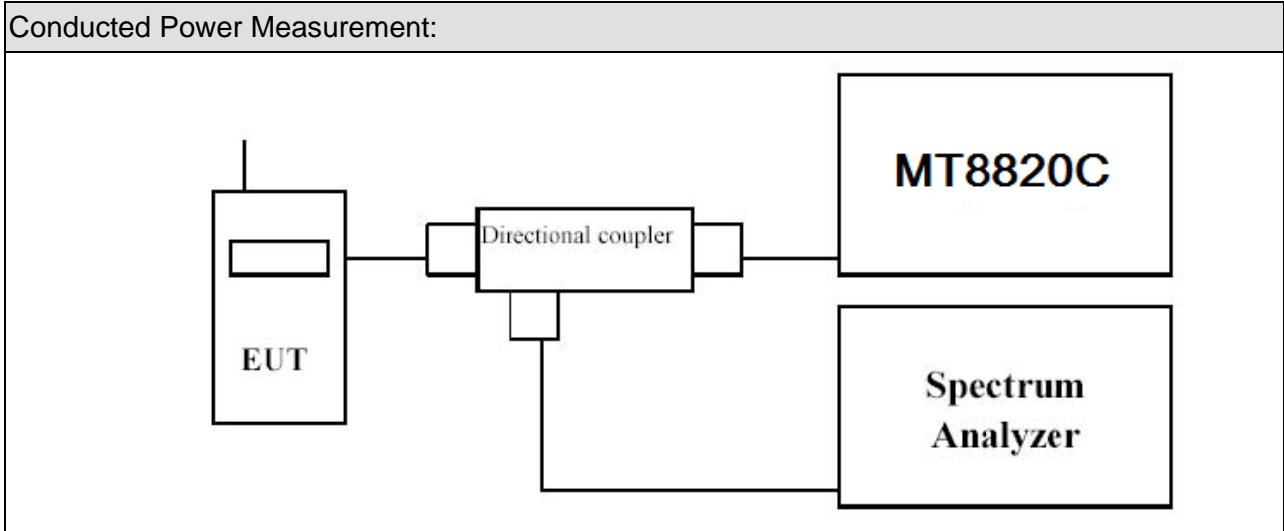 Conducted Power Measurement:
MT8820C
Directional coupler
EUT
Spectrum
Analyzer